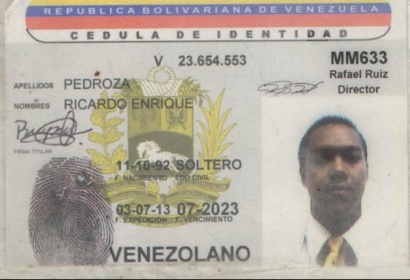 REPUBLICA BOLIVARIANA DE VENEZUELA
CEDULA DE IDENTIDAD
V 23.654.553
MM633
Rafael Ruiz
Director
APELLIDOS PEDROZA
NOMBRES RICARDO ENRIQUE
FIRMA TITULAR
11-10-92 SOLTERO
F. NACIMIENTO EDO CIVIL
03-07-13 07-2023
F. EXPEDICION F. VENCIMIENTO
VENEZOLANO